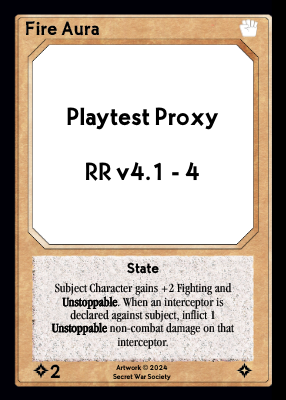 Fire Aura
Playtest Proxy
RR v4.1 - 4
State
Subject Character gains +2 Fighting and
Unstoppable. When an interceptor is
declared against subject, inflict 1
Unstoppable non-combat damage on that
interceptor.
2
Artwork © 2024
Secret War Society